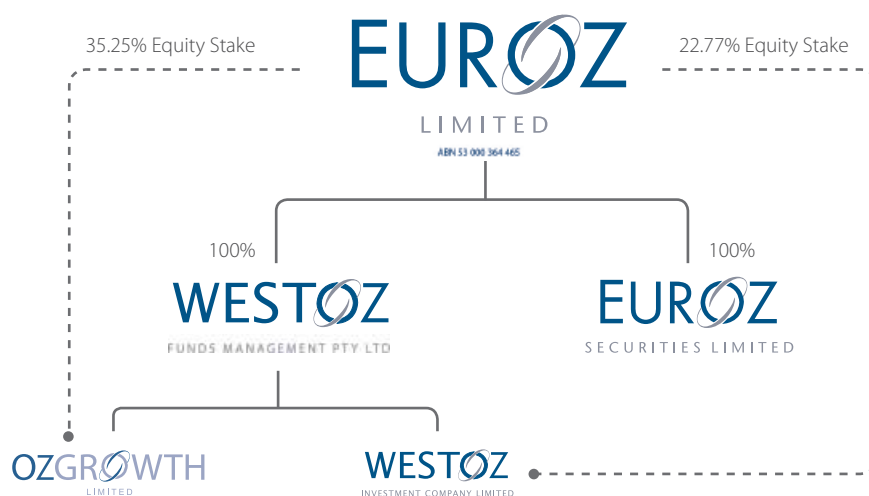 35.25% Equity Stake
EUROZ
22.77% Equity Stake
LIMITED
ABN 53 000 364 465
100%
100%
WESTOZ
FUNDS MANAGEMENT PTY LTD
EUROZ
SECURITIES LIMITED
OZGROWTH
LIMITED
WESTOZ
INVESTMENT COMPANY LIMITED